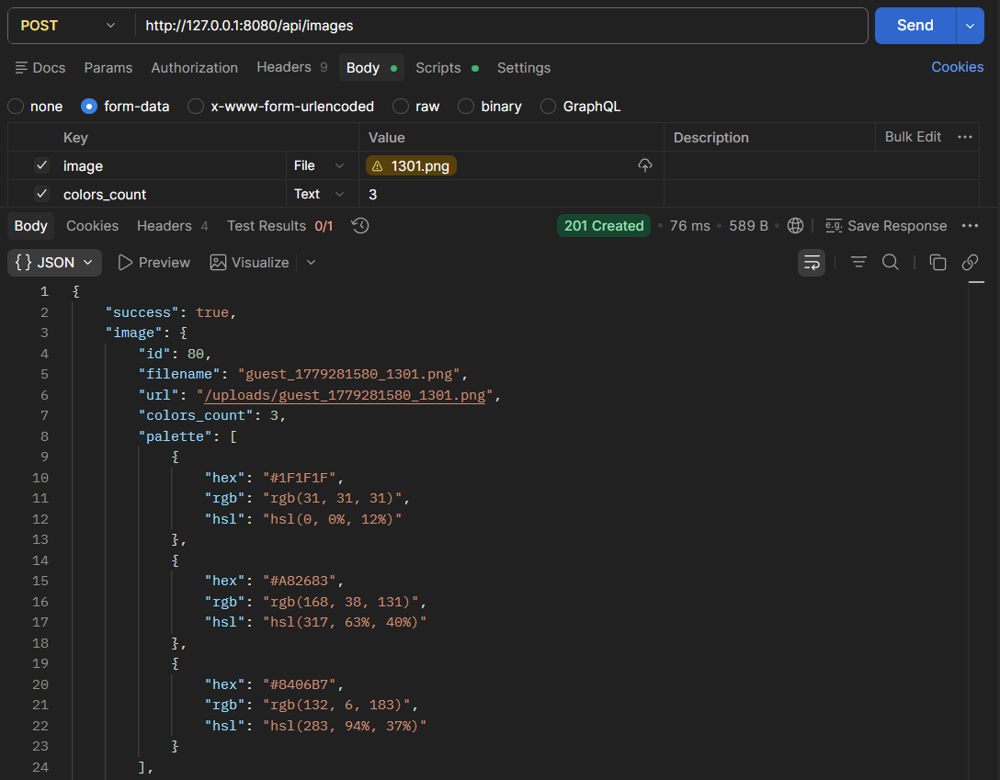 POST http://127.0.0.1:8080/api/images Send
Docs Params Authorization Headers 9 Body Scripts Settings Cookies
none form-data x-www-form-urlencoded raw binary GraphQL
Key Value Description Bulk Edit
image File 1301.png
colors_count Text 3
Body Cookies Headers 4 Test Results 0/1 201 Created 76 ms 589 B e.g. Save Response
{} JSON Preview Visualize
1 {
2 "success": true,
3 "image": {
4 "id": 80,
5 "filename": "guest_1779281580_1301.png",
6 "url": "/uploads/guest_1779281580_1301.png",
7 "colors_count": 3,
8 "palette": [
9 {
10 "hex": "#1F1F1F",
11 "rgb": "rgb(31, 31, 31)",
12 "hsl": "hsl(0, 0%, 12%)"
13 },
14 {
15 "hex": "#A82683",
16 "rgb": "rgb(168, 38, 131)",
17 "hsl": "hsl(317, 63%, 40%)"
18 },
19 {
20 "hex": "#8406B7",
21 "rgb": "rgb(132, 6, 183)",
22 "hsl": "hsl(283, 94%, 37%)"
23 }
24 ],